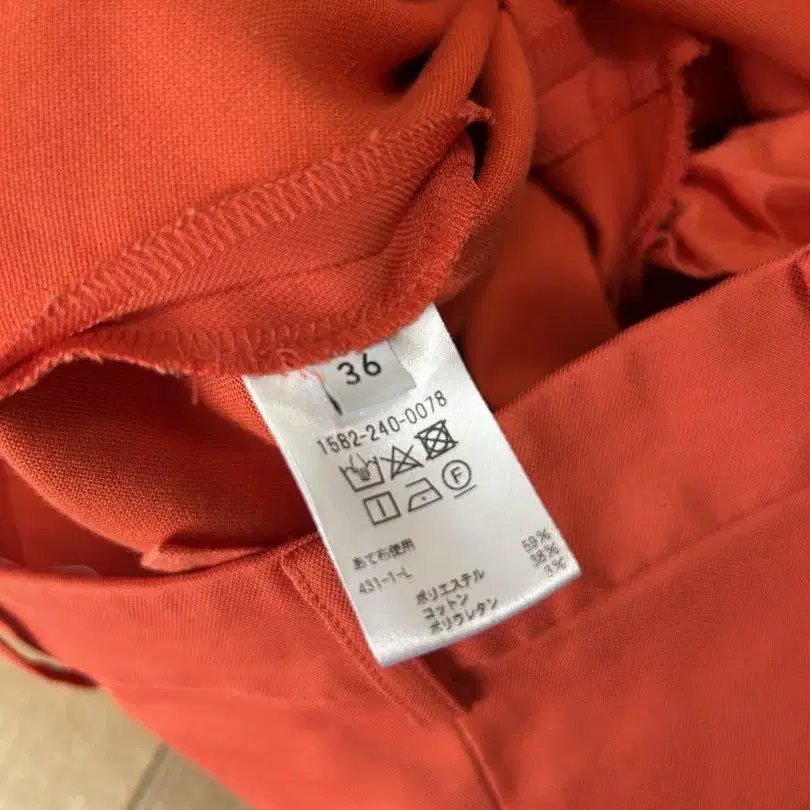 36
1582-240-0078
F
あて布使用
431-1-L
ポリエステル 59%
コットン 38%
ポリウレタン 3%